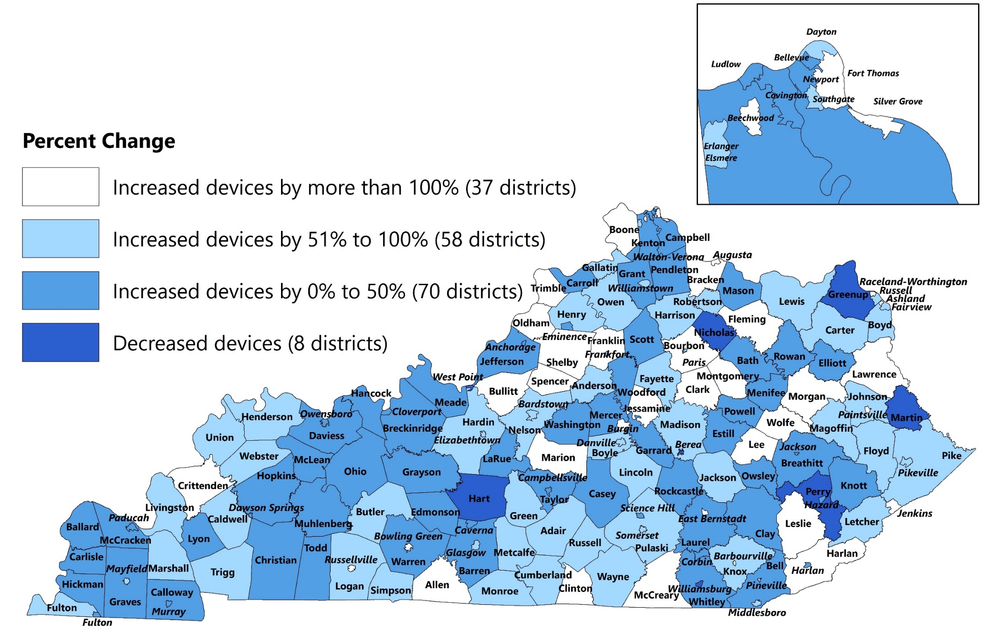 Percent Change
Increased devices by more than 100% (37 districts)
Increased devices by 51% to 100% (58 districts)
Increased devices by 0% to 50% (70 districts)
Decreased devices (8 districts)
Dayton
Bellevue
Ludlow
Fort Thomas
Newport
Covington
Southgate
Silver Grove
Beechwood
Erlanger
Elsmere
Boone
Campbell
Kenton
Walton-Verona
Augusta
Gallatin
Pendleton
Grant
Bracken
Carroll
Trimble
Williamstown
Mason
Raceland-Worthington
Russell
Greenup
Ashland
Fairview
Owen
Robertson
Lewis
Henry
Harrison
Fleming
Oldham
Boyd
Carter
Nicholas
Eminence
Franklin
Scott
Bourbon
Anchorage
Frankfort
Jefferson
Shelby
Paris
Bath
Rowan
Elliott
Lawrence
West Point
Spencer
Anderson
Fayette
Montgomery
Bullitt
Woodford
Clark
Menifee
Morgan
Johnson
Hancock
Meade
Bardstown
Jessamine
Powell
Cloverport
Owensboro
Henderson
Mercer
Paintsville
Martin
Hardin
Washington
Madison
Wolfe
Breckinridge
Nelson
Burgin
Magoffin
Daviess
Union
Elizabethtown
Estill
Danville
Berea
Lee
Jackson
Garrard
Boyle
Floyd
Pike
Webster
McLean
LaRue
Marion
Breathitt
Ohio
Grayson
Lincoln
Jackson
Owsley
Pikeville
Hopkins
Campbellsville
Crittenden
Knott
Perry
Rockcastle
Casey
Hart
Taylor
Hazard
Livingston
Dawson Springs
Science Hill
Butler
Edmonson
Green
Jenkins
Paducah
Caldwell
East Bernstadt
Letcher
Leslie
Muhlenberg
Ballard
Caverna
Adair
Clay
Bowling Green
Somerset
Lyon
McCracken
Russell
Laurel
Todd
Pulaski
Glasgow
Metcalfe
Harlan
Carlisle
Christian
Russellville
Warren
Barbourville
Corbin
Bell
Mayfield
Marshall
Trigg
Barren
Knox
Harlan
Cumberland
Wayne
Hickman
Logan
Allen
Simpson
Monroe
Clinton
Williamsburg
Pineville
Calloway
McCreary
Graves
Whitley
Fulton
Murray
Middlesboro
Fulton